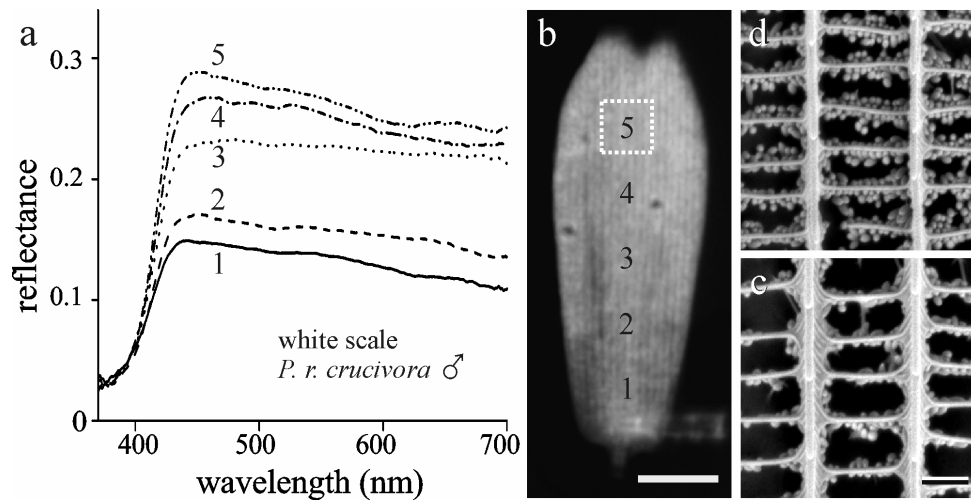 a
0.3
0.2
0.1
0
reflectance
5
4
3
2
1
white scale
P. r. crucivora ♂
400
500
600
700
wavelength (nm)
b
5
4
3
2
1
d
c